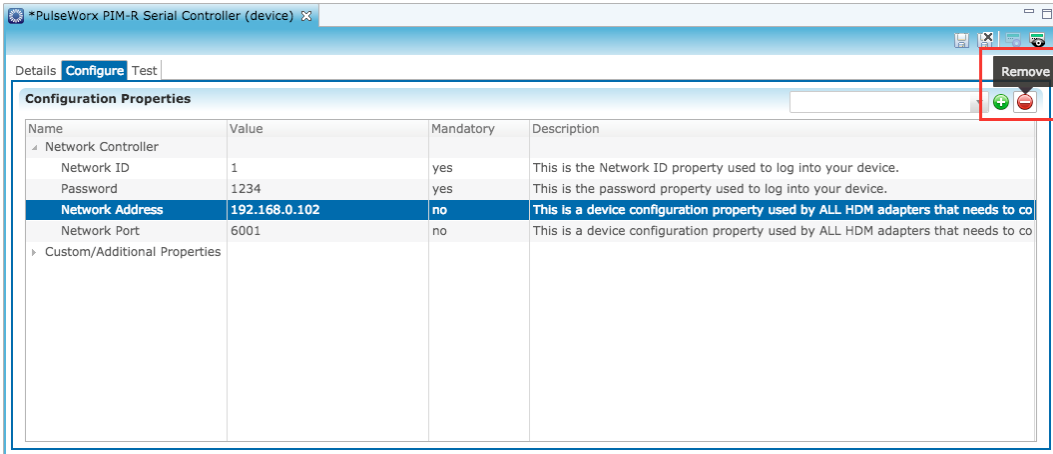 *PulseWorx PIM-R Serial Controller (device)
Details Configure Test
Remove
Configuration Properties
Name Value Mandatory Description
Network Controller
Network ID 1 yes This is the Network ID property used to log into your device.
Password 1234 yes This is the password property used to log into your device.
Network Address 192.168.0.102 no This is a device configuration property used by ALL HDM adapters that needs to co
Network Port 6001 no This is a device configuration property used by ALL HDM adapters that needs to co
Custom/Additional Properties